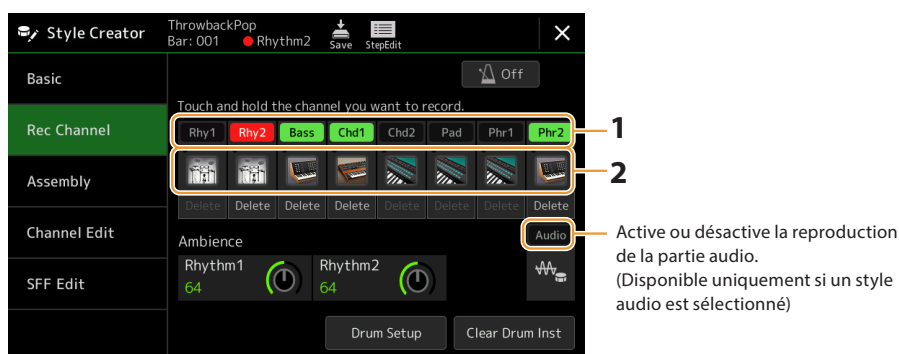 Style Creator
ThrowbackPop
Bar: 001 Rhythm2
Save StepEdit
Basic
Off
Touch and hold the channel you want to record.
Rec Channel
Rhy1 Rhy2 Bass Chd1 Chd2 Pad Phr1 Phr2
1
2
Assembly
Delete Delete Delete Delete Delete Delete Delete Delete
Channel Edit
Ambience
Audio
Active ou désactive la reproduction
de la partie audio.
(Disponible uniquement si un style
audio est sélectionné)
Rhythm1 Rhythm2
64 64
SFF Edit
Drum Setup Clear Drum Inst